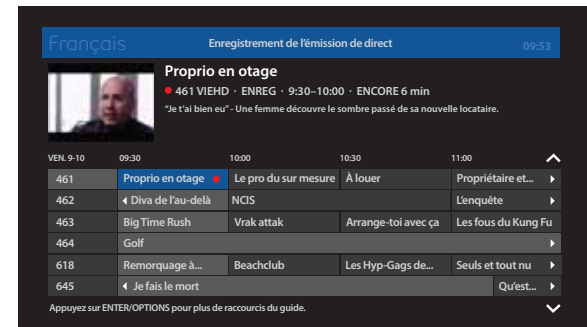 Français Enregistrement de l'émission de direct 09:53
Proprio en otage
461 VIEHD · ENREG · 9:30–10:00 · ENCORE 6 min
"Je t'ai bien eu" - Une femme découvre le sombre passé de sa nouvelle locataire.
VEN. 9-10 09:30 10:00 10:30 11:00
461 Proprio en otage Le pro du sur mesure À louer Propriétaire et...
462 Diva de l'au-delà NCIS L'enquête
463 Big Time Rush Vrak attak Arrange-toi avec ça Les fous du Kung Fu
464 Golf
618 Remorquage à... Beachclub Les Hyp-Gags de... Seuls et tout nu
645 Je fais le mort Qu'est...
Appuyez sur ENTER/OPTIONS pour plus de raccourcis du guide.